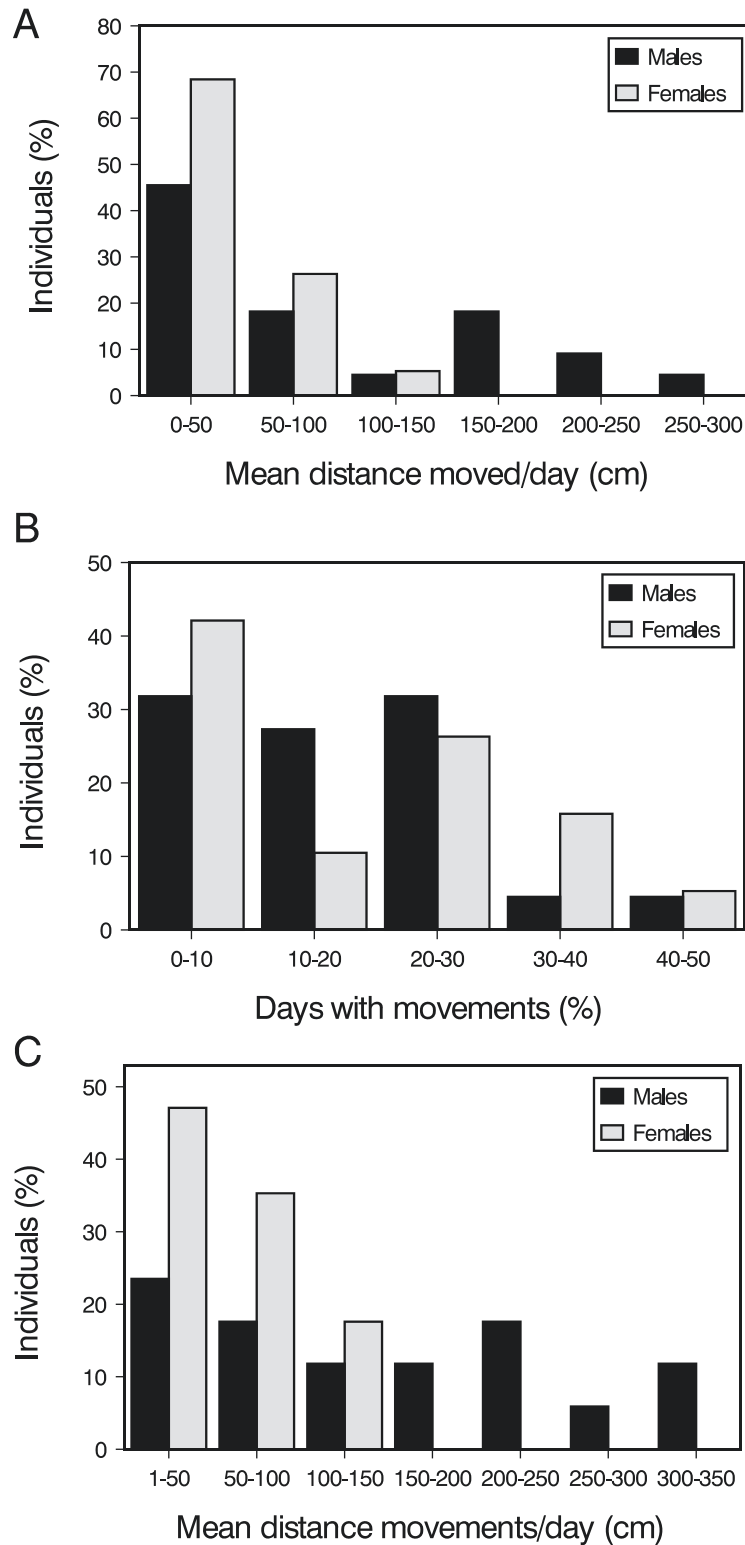 A
Individuals (%)
80
70
60
50
40
30
20
10
0
Males
Females
0-50 50-100 100-150 150-200 200-250 250-300
Mean distance moved/day (cm)
B
Individuals (%)
50
40
30
20
10
0
Males
Females
0-10 10-20 20-30 30-40 40-50
Days with movements (%)
C
Individuals (%)
50
40
30
20
10
0
Males
Females
1-50 50-100 100-150 150-200 200-250 250-300 300-350
Mean distance movements/day (cm)